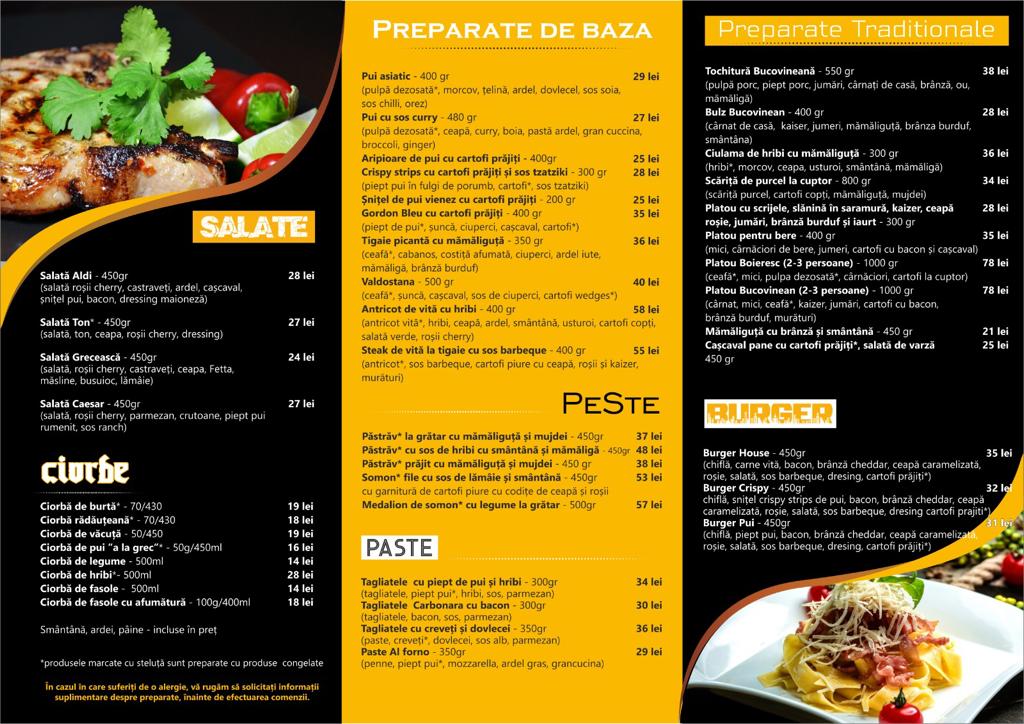 SALATE
Salată Aldi - 450gr 28 lei
(salată roșii cherry, castraveți, ardel, cașcaval,
șnițel pui, bacon, dressing maioneză)
Salată Ton* - 450gr 27 lei
(salată, ton, ceapa, roșii cherry, dressing)
Salată Grecească - 450gr 24 lei
(salată, roșii cherry, castraveți, ceapa, Fetta,
măsline, busuioc, lămâie)
Salată Caesar - 450gr 27 lei
(salată, roșii cherry, parmezan, crutoane, piept pui
rumenit, sos ranch)
ciorbe
Ciorbă de burtă* - 70/430 19 lei
Ciorbă rădăuțeană* - 70/430 18 lei
Ciorbă de văcuță - 50/450 19 lei
Ciorbă de pui "a la grec"* - 50g/450ml 16 lei
Ciorbă de legume - 500ml 14 lei
Ciorbă de hribi*- 500ml 28 lei
Ciorbă de fasole - 500ml 14 lei
Ciorbă de fasole cu afumătură - 100g/400ml 18 lei
Smântână, ardei, pâine - incluse în preț
*produsele marcate cu steluță sunt preparate cu produse congelate
În cazul în care suferiți de o alergie, vă rugăm să solicitați informații
suplimentare despre preparate, înainte de efectuarea comenzii.
PREPARATE DE BAZA
Pui asiatic - 400 gr 29 lei
(pulpă dezosată*, morcov, țelină, ardel, dovlecel, sos soia,
sos chilli, orez)
Pui cu sos curry - 480 gr 27 lei
(pulpă dezosată*, ceapă, curry, boia, pastă ardel, gran cuccina,
broccoli, ginger)
Aripioare de pui cu cartofi prăjiți - 400gr 25 lei
Crispy strips cu cartofi prăjiți și sos tzatziki - 300 gr 28 lei
(piept pui în fulgi de porumb, cartofi*, sos tzatziki)
Șnițel de pui vienez cu cartofi prăjiți - 200 gr 25 lei
Gordon Bleu cu cartofi prăjiți - 400 gr 35 lei
(piept de pui*, șuncă, ciuperci, cașcaval, cartofi*)
Tigaie picantă cu mămăliguță - 350 gr 36 lei
(ceafă*, cabanos, costiță afumată, ciuperci, ardel iute,
mămăligă, brânză burduf)
Valdostana - 500 gr 40 lei
(ceafă*, șuncă, cașcaval, sos de ciuperci, cartofi wedges*)
Antricot de vită cu hribi - 400 gr 58 lei
(antricot vită*, hribi, ceapă, ardel, smântână, usturoi, cartofi copți,
salată verde, roșii cherry)
Steak de vită la tigaie cu sos barbeque - 400 gr 55 lei
(antricot*, sos barbeque, cartofi piure cu ceapă, roșii și kaizer,
murături)
PESTE
Păstrăv* la grătar cu mămăliguță și mujdei - 450gr 37 lei
Păstrăv* cu sos de hribi cu smântână și mămăligă - 450gr 48 lei
Păstrăv* prăjit cu mămăliguță și mujdei - 450 gr 38 lei
Somon* file cu sos de lămâie și smântână - 450gr 53 lei
cu garnitură de cartofi piure cu codițe de ceapă și roșii
Medalion de somon* cu legume la grătar - 500gr 57 lei
PASTE
Tagliatele cu piept de pui și hribi - 300gr 34 lei
(tagliatele, piept pui*, hribi, sos, parmezan)
Tagliatele Carbonara cu bacon - 300gr 30 lei
(tagliatele, bacon, sos, parmezan)
Tagliatele cu creveți și dovlecei - 350gr 36 lei
(paste, creveți*, dovlecei, sos alb, parmezan)
Paste Al forno - 350gr 29 lei
(penne, piept pui*, mozzarella, ardel gras, grancucina)
Preparate Traditionale
Tochitură Bucovineană - 550 gr 38 lei
(pulpă porc, piept porc, jumări, cârnați de casă, brânză, ou,
mămăligă)
Bulz Bucovinean - 400 gr 28 lei
(cârnat de casă, kaiser, jumeri, mămăliguță, brânza burduf,
smântâna)
Ciulama de hribi cu mămăliguță - 300 gr 36 lei
(hribi*, morcov, ceapa, usturoi, smântână, mămăligă)
Scăriță de purcel la cuptor - 800 gr 34 lei
(scăriță purcel, cartofi copți, mămăliguță, mujdei)
Platou cu scrijele, slănină în saramură, kaizer, ceapă 28 lei
roșie, jumări, brânză burduf și iaurt - 300 gr
Platou pentru bere - 400 gr 35 lei
(mici, cârnăciori de bere, jumeri, cartofi cu bacon și cașcaval)
Platou Boieresc (2-3 persoane) - 1000 gr 78 lei
(ceafă*, mici, pulpa dezosată*, cârnăciori, cartofi la cuptor)
Platou Bucovinean (2-3 persoane) - 1000 gr 78 lei
(cârnat, mici, ceafă*, kaizer, jumări, cartofi cu bacon,
brânză burduf, murături)
Mămăliguță cu brânză și smântână - 450 gr 21 lei
Cașcaval pane cu cartofi prăjiți*, salată de varză 25 lei
450 gr
BURGER
Burger House - 450gr 35 lei
(chiflă, carne vită, bacon, brânză cheddar, ceapă caramelizată,
roșie, salată, sos barbeque, dresing, cartofi prăjiți*)
Burger Crispy - 450gr 32 lei
chiflă, snițel crispy strips de pui, bacon, brânză cheddar, ceapă
caramelizată, roșie, salată, sos barbeque, dresing cartofi prajiti*)
Burger Pui - 450gr 31 lei
(chiflă, piept pui, bacon, brânză cheddar, ceapă caramelizat,
roșie, salată, sos barbeque, dresing, cartofi prăjiți*)